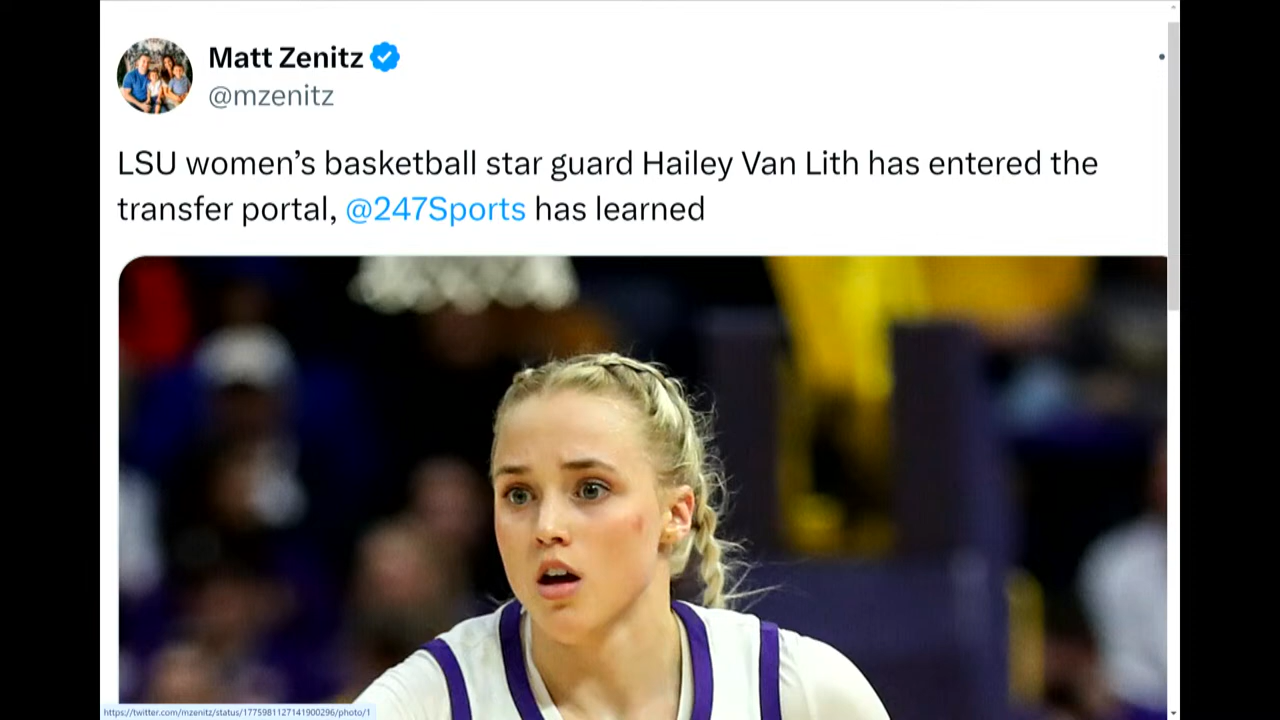 Matt Zenitz
@mzenitz
LSU women’s basketball star guard Hailey Van Lith has entered the
transfer portal, @247Sports has learned
https://twitter.com/mzenitz/status/1775981127141900296/photo/1